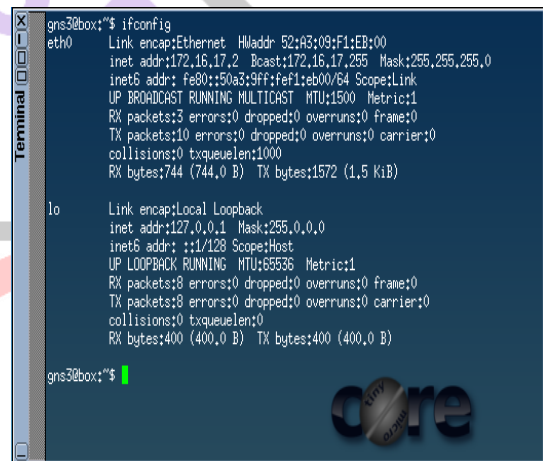 Terminal
gns3@box:~$ ifconfig
eth0 Link encap:Ethernet HWaddr 52:A3:09:F1:EB:00
inet addr:172.16.17.2 Bcast:172.16.17.255 Mask:255.255.255.0
inet6 addr: fe80::50a3:9ff:fef1:eb00/64 Scope:Link
UP BROADCAST RUNNING MULTICAST MTU:1500 Metric:1
RX packets:3 errors:0 dropped:0 overruns:0 frame:0
TX packets:10 errors:0 dropped:0 overruns:0 carrier:0
collisions:0 txqueuelen:1000
RX bytes:744 (744.0 B) TX bytes:1572 (1.5 KiB)
lo Link encap:Local Loopback
inet addr:127.0.0.1 Mask:255.0.0.0
inet6 addr: ::1/128 Scope:Host
UP LOOPBACK RUNNING MTU:65536 Metric:1
RX packets:8 errors:0 dropped:0 overruns:0 frame:0
TX packets:8 errors:0 dropped:0 overruns:0 carrier:0
collisions:0 txqueuelen:0
RX bytes:400 (400.0 B) TX bytes:400 (400.0 B)
gns3@box:~$
core
tiny
micro